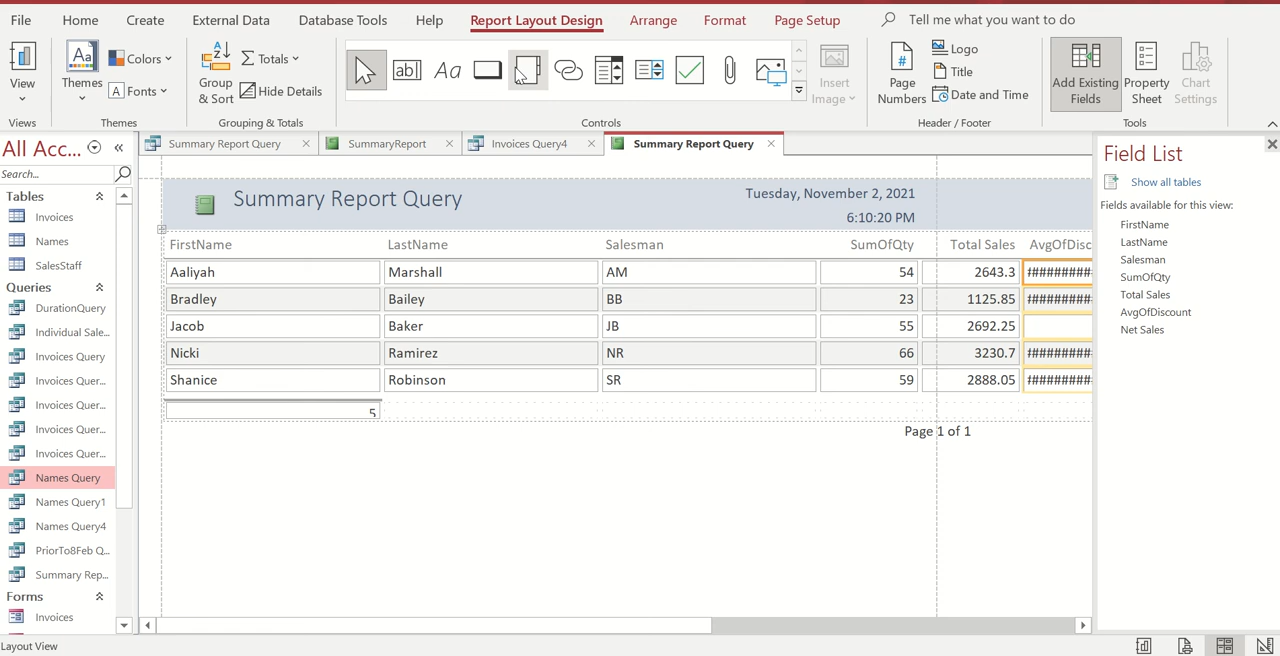 File Home Create External Data Database Tools Help Report Layout Design Arrange Format Page Setup Tell me what you want to do
View
Views
Aa
Themes
Colors
A Fonts
Themes
Group & Sort
Totals
Hide Details
Grouping & Totals
ab
Aa
Controls
Insert Image
Page Numbers
Logo
Title
Date and Time
Header / Footer
Add Existing Fields
Property Sheet
Chart Settings
Tools
All Acc...
Search...
Tables
Invoices
Names
SalesStaff
Queries
DurationQuery
Individual Sale...
Invoices Query
Invoices Quer...
Invoices Quer...
Invoices Quer...
Invoices Quer...
Names Query
Names Query1
Names Query4
PriorTo8Feb Q...
Summary Rep...
Forms
Invoices
Summary Report Query SummaryReport Invoices Query4 Summary Report Query
Summary Report Query
Tuesday, November 2, 2021
6:10:20 PM
FirstName LastName Salesman SumOfQty Total Sales AvgOfDisc
Aaliyah Marshall AM 54 2643.3 #########
Bradley Bailey BB 23 1125.85 #########
Jacob Baker JB 55 2692.25
Nicki Ramirez NR 66 3230.7 #########
Shanice Robinson SR 59 2888.05 #########
5
Page 1 of 1
Field List
Show all tables
Fields available for this view:
FirstName
LastName
Salesman
SumOfQty
Total Sales
AvgOfDiscount
Net Sales
Layout View